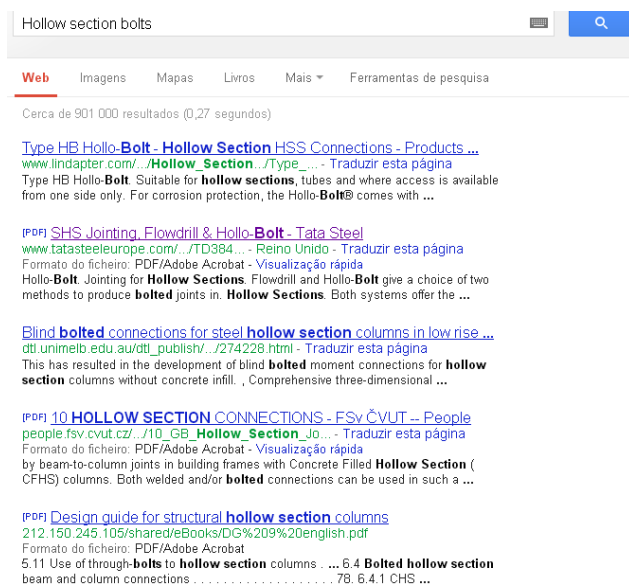 Hollow section bolts
Web Imagens Mapas Livros Mais Ferramentas de pesquisa
Cerca de 901 000 resultados (0,27 segundos)
Type HB Hollo-Bolt - Hollow Section HSS Connections - Products ...
www.lindapter.com/.../Hollow_Section.../Type_... - Traduzir esta página
Type HB Hollo-Bolt. Suitable for hollow sections, tubes and where access is available
from one side only. For corrosion protection, the Hollo-Bolt® comes with ...
[PDF] SHS Jointing, Flowdrill & Hollo-Bolt - Tata Steel
www.tatasteeleurope.com/.../TD384... - Reino Unido - Traduzir esta página
Formato do ficheiro: PDF/Adobe Acrobat - Visualização rápida
Hollo-Bolt. Jointing for Hollow Sections. Flowdrill and Hollo-Bolt give a choice of two
methods to produce bolted joints in. Hollow Sections. Both systems offer the ...
Blind bolted connections for steel hollow section columns in low rise ...
dtl.unimelb.edu.au/dtl_publish/.../274228.html - Traduzir esta página
This has resulted in the development of blind bolted moment connections for hollow
section columns without concrete infill. , Comprehensive three-dimensional ...
[PDF] 10 HOLLOW SECTION CONNECTIONS - FSv ČVUT -- People
people.fsv.cvut.cz/.../10_GB_Hollow_Section_Jo... - Traduzir esta página
Formato do ficheiro: PDF/Adobe Acrobat - Visualização rápida
by beam-to-column joints in building frames with Concrete Filled Hollow Section (
CFHS) columns. Both welded and/or bolted connections can be used in such a ...
[PDF] Design guide for structural hollow section columns
212.150.245.105/shared/eBooks/DG%209%20english.pdf
Formato do ficheiro: PDF/Adobe Acrobat
5.11 Use of through-bolts to hollow section columns . ... 6.4 Bolted hollow section
beam and column connections . . . . . . . . . . . . . . . . . . . 78. 6.4.1 CHS ...